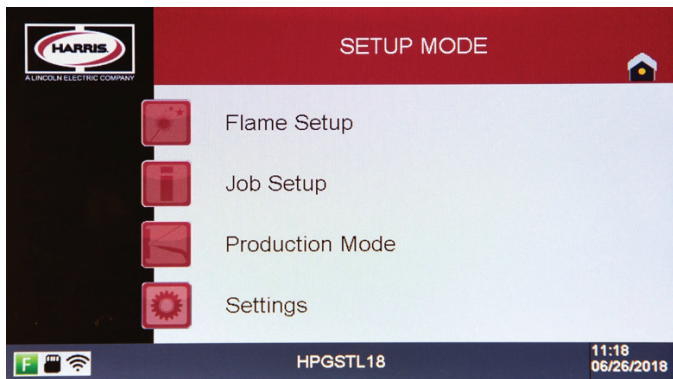 HARRIS
A LINCOLN ELECTRIC COMPANY
SETUP MODE
Flame Setup
Job Setup
Production Mode
Settings
F
HPGSTL18
11:18
06/26/2018